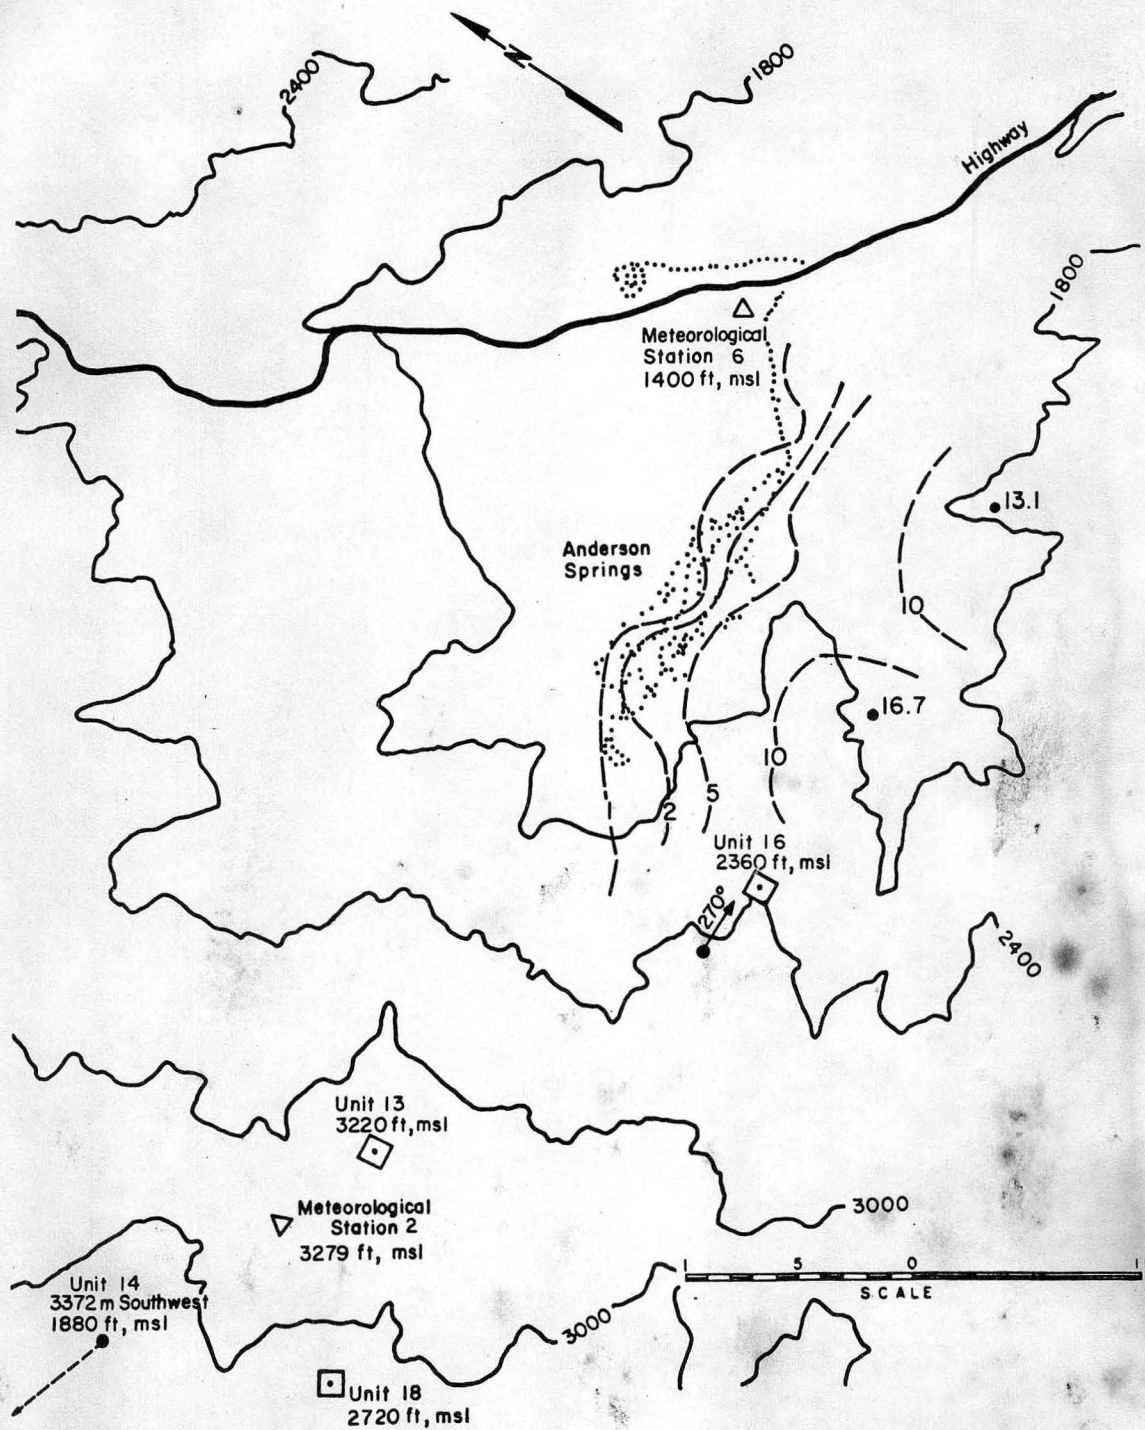 N
2400
1800
Highway
1800
Meteorological
Station 6
1400 ft, msl
13.1
Anderson
Springs
10
16.7
10
5
2
Unit 16
2360 ft, msl
270°
2400
Unit 13
3220 ft, msl
Meteorological
Station 2
3279 ft, msl
3000
Unit 14
3372 m Southwest
1880 ft, msl
1 5 0 1
SCALE
3000
Unit 18
2720 ft, msl